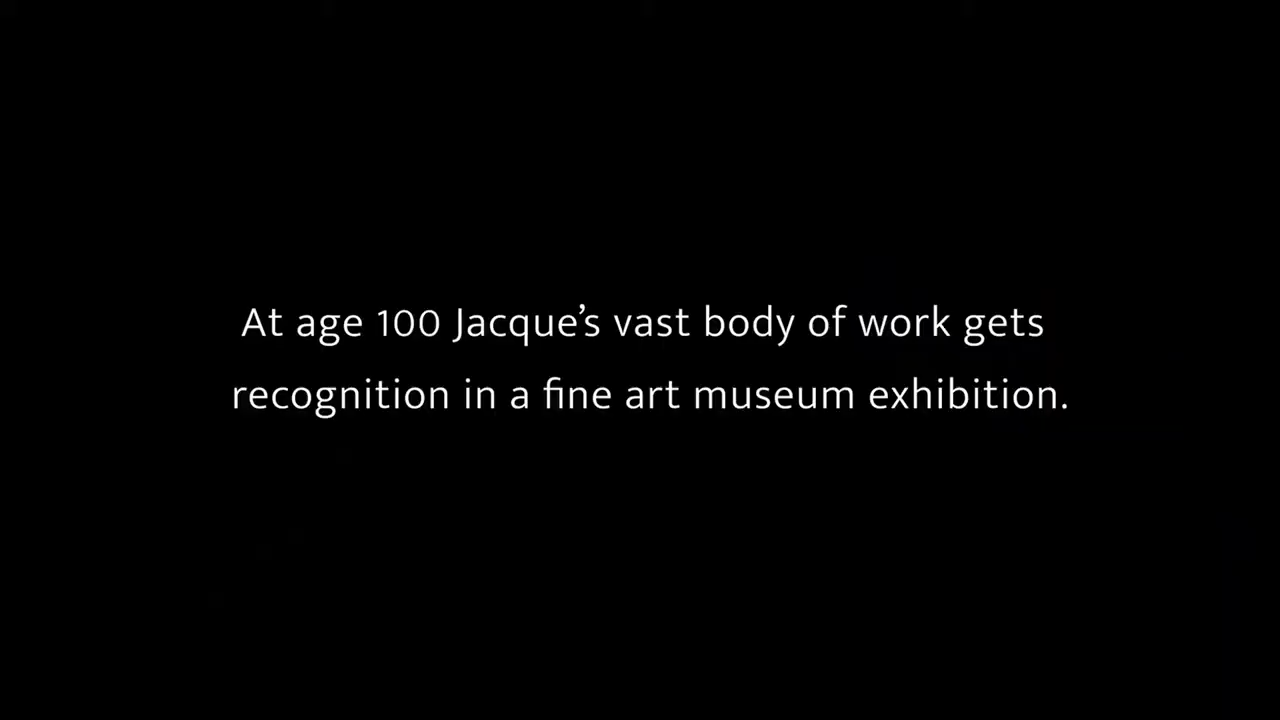 At age 100 Jacque’s vast body of work gets
recognition in a fine art museum exhibition.